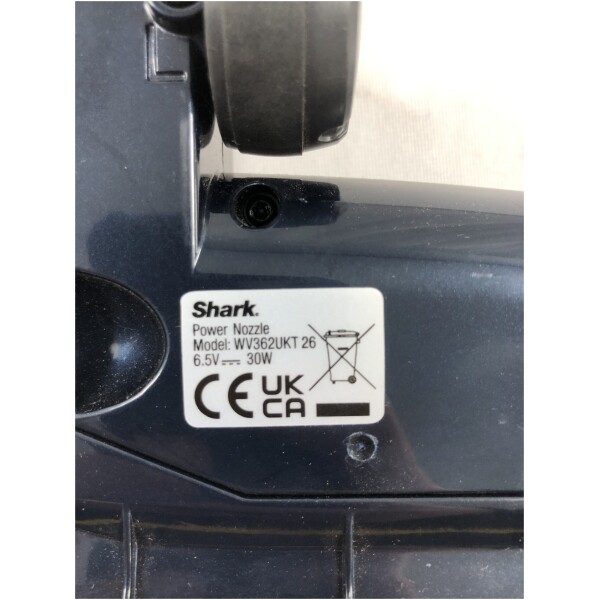 Shark.
Power Nozzle
Model: WV362UKT 26
6.5V⎓ 30W
CE UK
CA